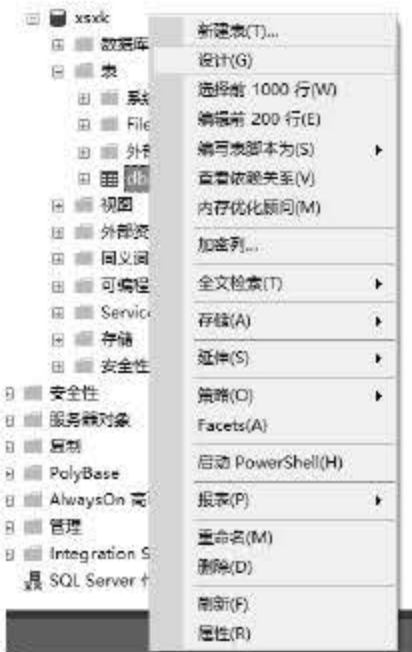 xsxk
数据库
表
系统
File
外部
db
视图
外部资
同义词
可编程
Service
存储
安全性
安全性
服务器对象
复制
PolyBase
AlwaysOn 高
管理
Integration S
SQL Server 代
新建表(T)...
设计(G)
选择前 1000 行(W)
编辑前 200 行(E)
编写表脚本为(S)
查看依赖关系(V)
内存优化顾问(M)
加密列...
全文检索(T)
存储(A)
延伸(S)
策略(O)
Facets(A)
启动 PowerShell(H)
报表(P)
重命名(M)
删除(D)
刷新(F)
属性(R)